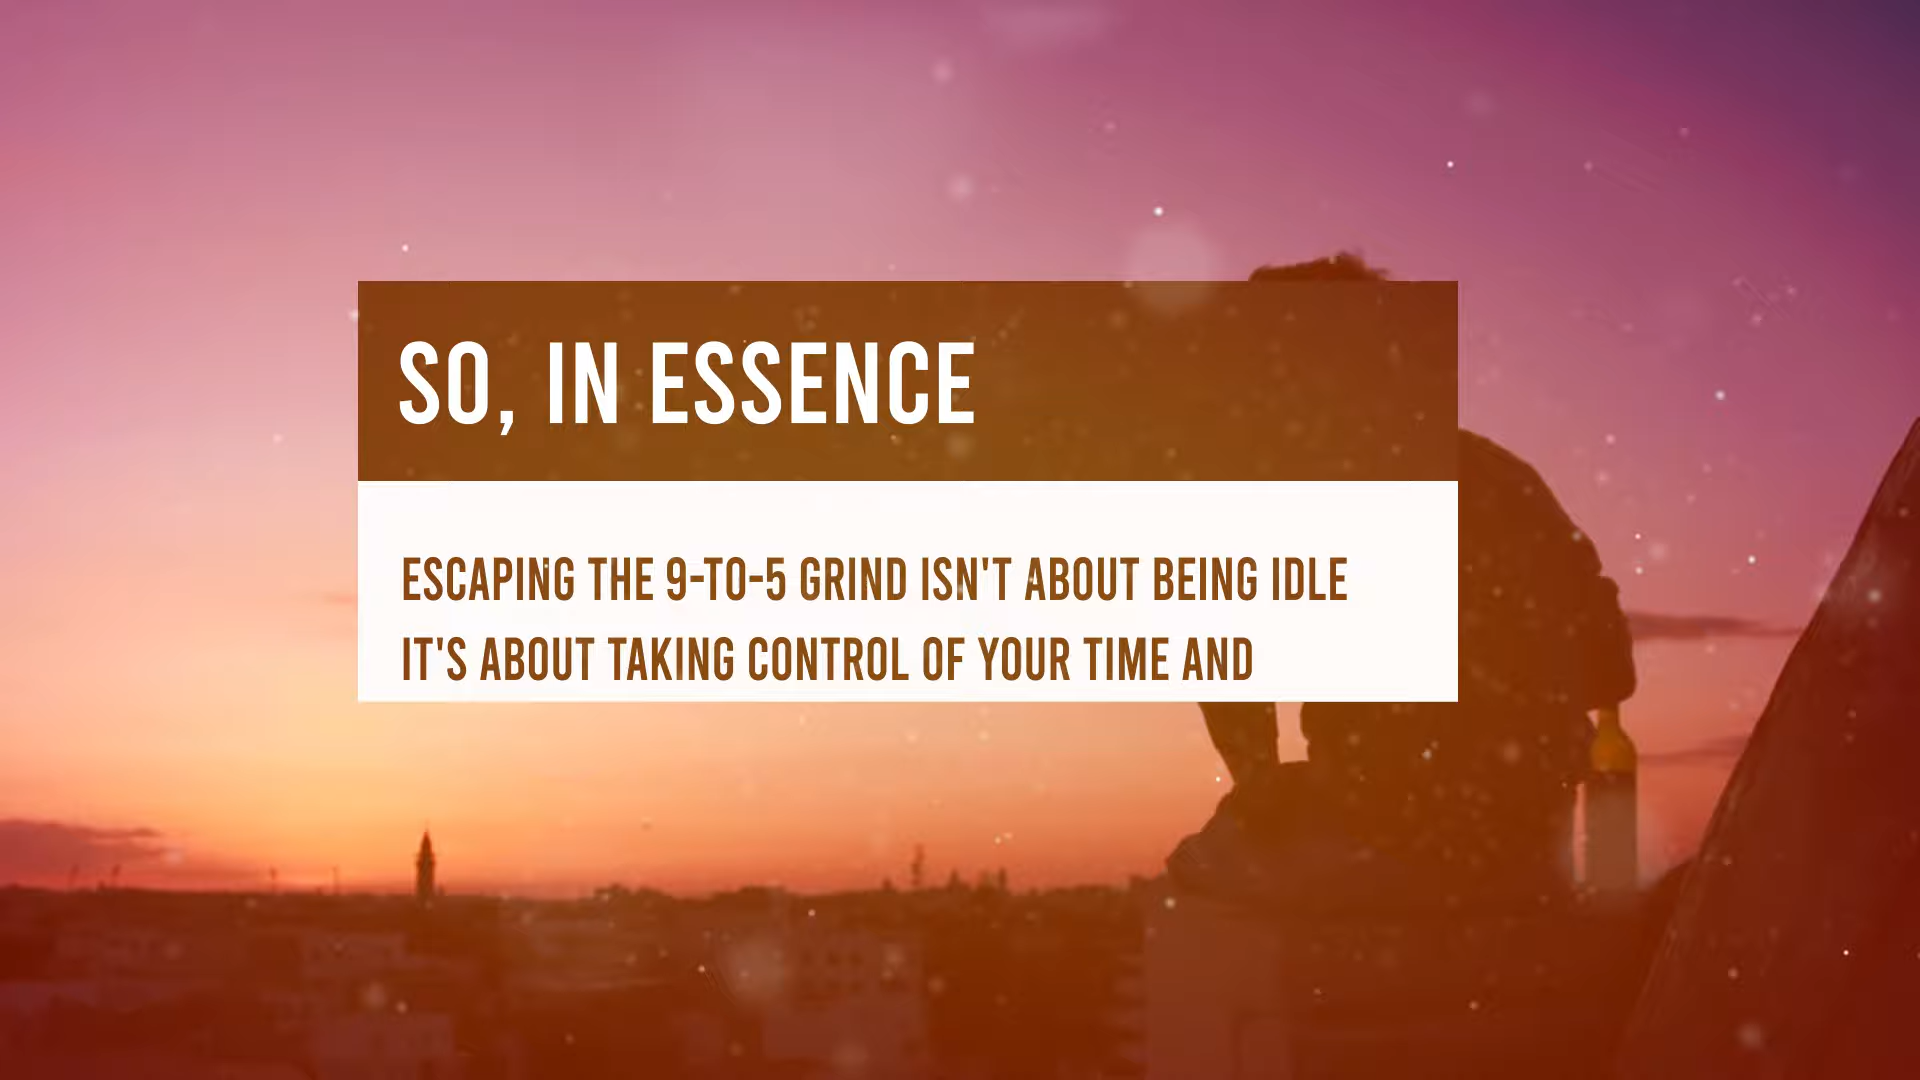 SO, IN ESSENCE
ESCAPING THE 9-TO-5 GRIND ISN'T ABOUT BEING IDLE
IT'S ABOUT TAKING CONTROL OF YOUR TIME AND